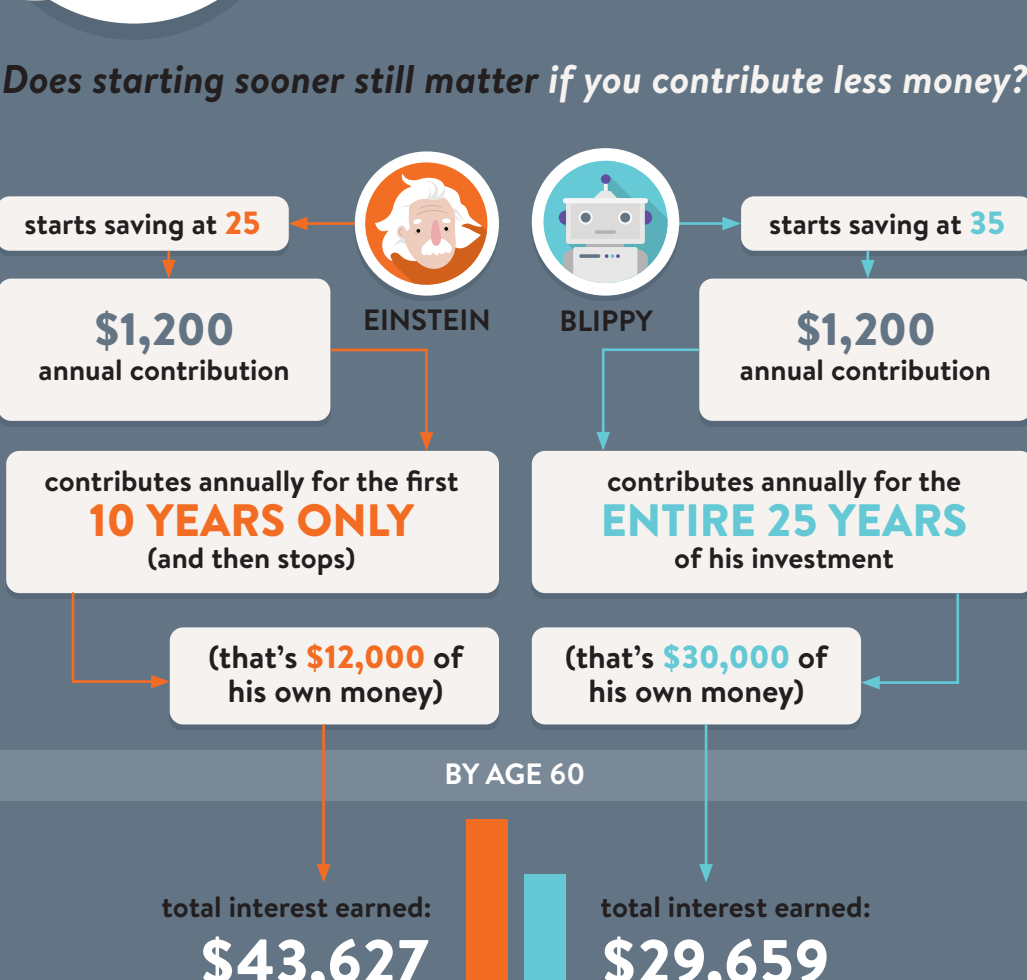 Does starting sooner still matter if you contribute less money?
starts saving at 25
starts saving at 35
EINSTEIN
BLIPPY
$1,200
annual contribution
$1,200
annual contribution
contributes annually for the first
10 YEARS ONLY
(and then stops)
contributes annually for the
ENTIRE 25 YEARS
of his investment
(that's $12,000 of
his own money)
(that's $30,000 of
his own money)
BY AGE 60
total interest earned:
$43,627
total interest earned:
$29,659